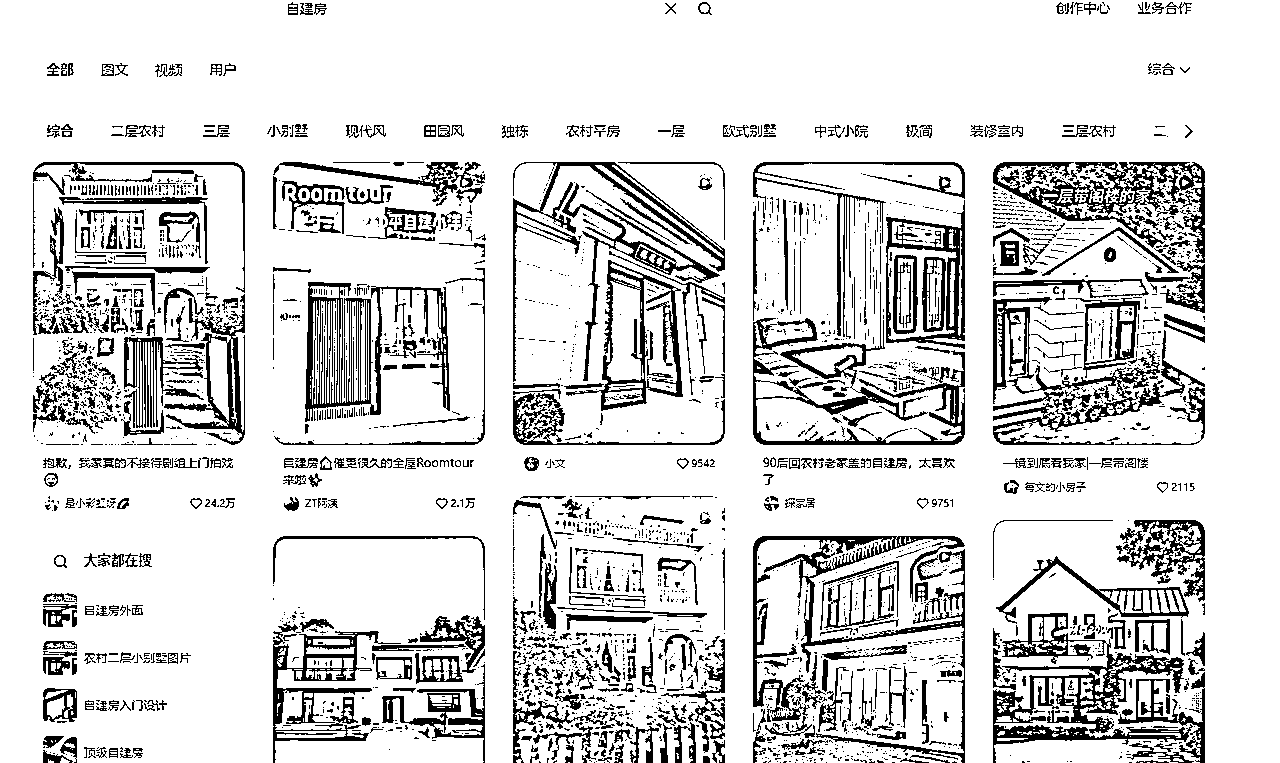 自建房
创作中心 业务合作
全部 图文 视频 用户
综合
综合 二层农村 三层 小别墅 现代风 田园风 独栋 农村平房 一层 欧式别墅 中式小院 极简 装修室内 三层农村 二
Room tour
一层带阁楼的家
抱歉，我家真的不接待剧组上门拍戏
是小彩虹场 24.2万
自建房🏠催更很久的全屋Roomtour
来啦
ZT阿溪 2.1万
小文 9542
90后回农村老家盖的自建房，太喜欢
了
探家居 9751
一镜到底看我家|一层带阁楼
每文的小房子 2115
大家都在搜
自建房外面
农村二层小别墅图片
自建房入门设计
顶级自建房